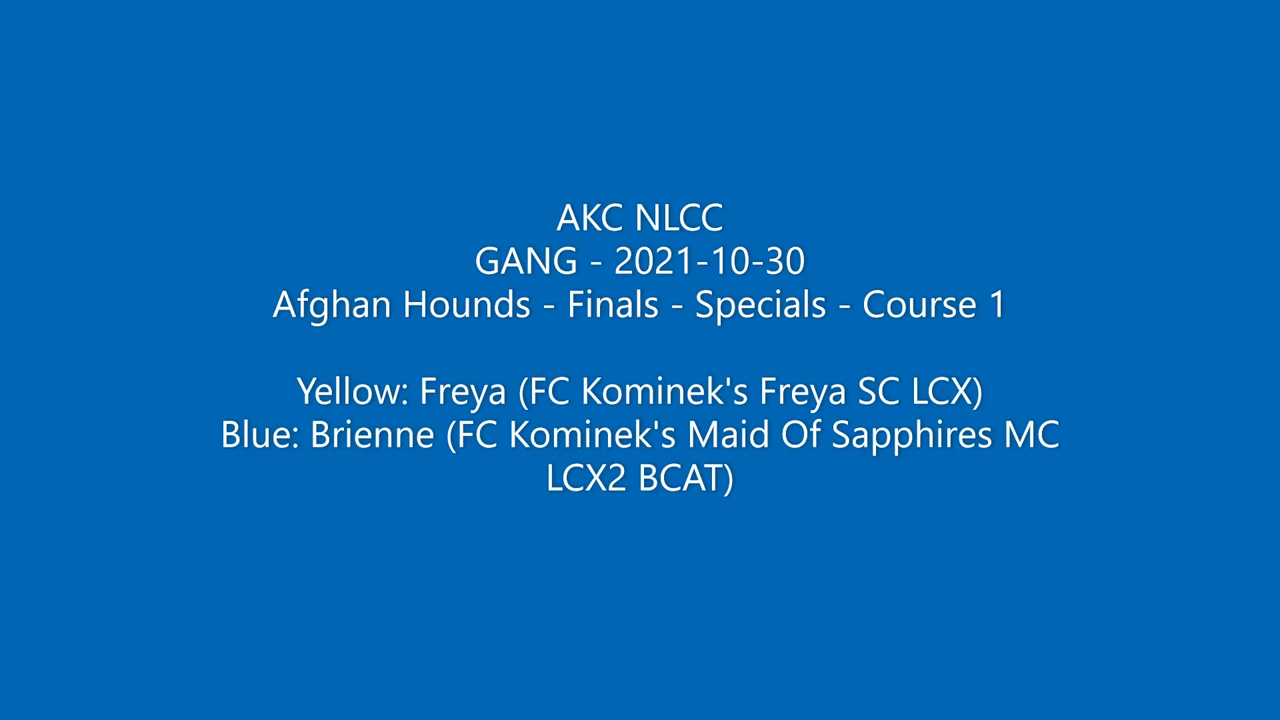 AKC NLCC
GANG - 2021-10-30
Afghan Hounds - Finals - Specials - Course 1
Yellow: Freya (FC Kominek's Freya SC LCX)
Blue: Brienne (FC Kominek's Maid Of Sapphires MC
LCX2 BCAT)